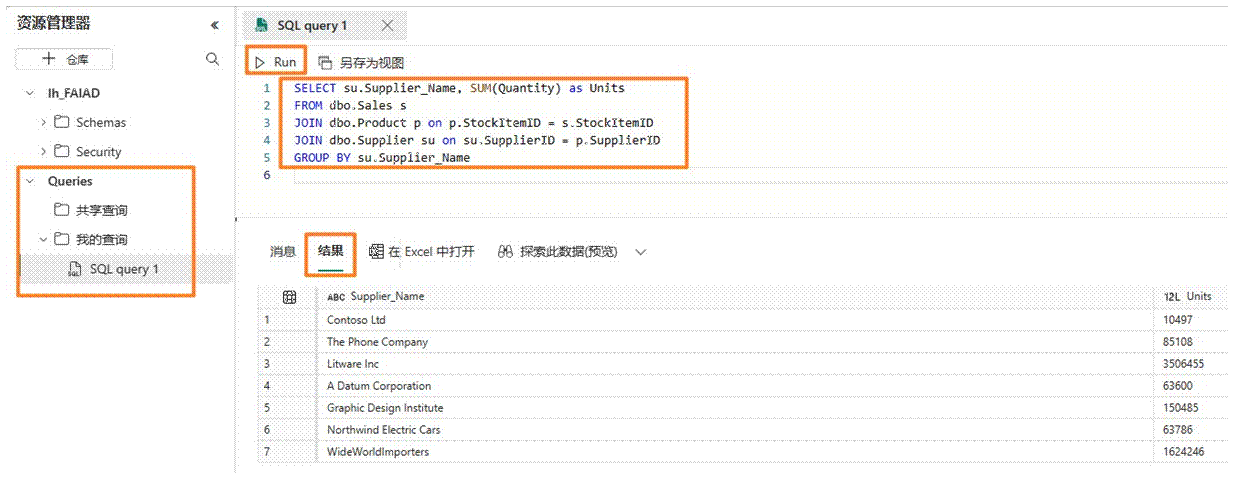 资源管理器
«
+ 仓库
lh_FAIAD
Schemas
Security
Queries
共享查询
我的查询
SQL query 1
SQL query 1
Run 另存为视图
1 SELECT su.Supplier_Name, SUM(Quantity) as Units
2 FROM dbo.Sales s
3 JOIN dbo.Product p on p.StockItemID = s.StockItemID
4 JOIN dbo.Supplier su on su.SupplierID = p.SupplierID
5 GROUP BY su.Supplier_Name
6
消息 结果 在 Excel 中打开 探索此数据(预览)
ABC Supplier_Name 12L Units
1 Contoso Ltd 10497
2 The Phone Company 85108
3 Litware Inc 3506455
4 A Datum Corporation 63600
5 Graphic Design Institute 150485
6 Northwind Electric Cars 63786
7 WideWorldImporters 1624246